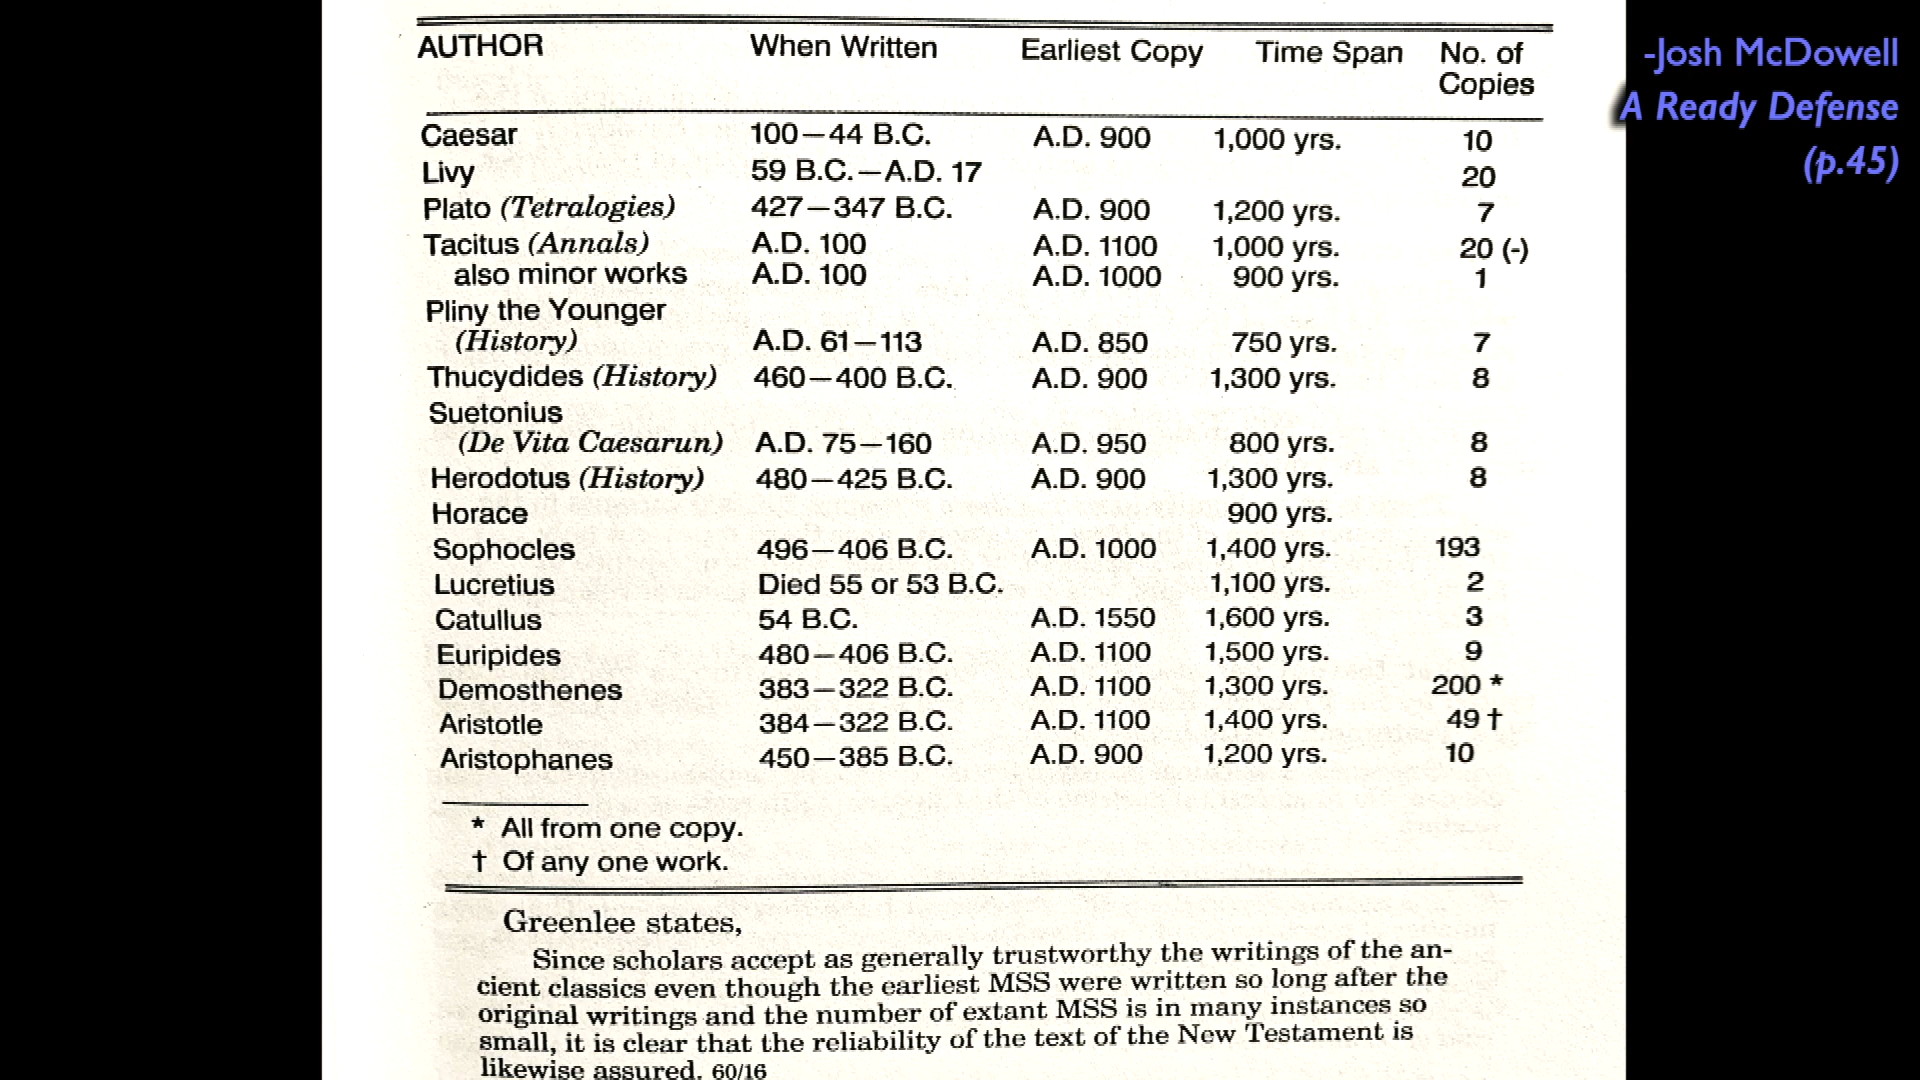 AUTHOR When Written Earliest Copy Time Span No. of Copies
Caesar 100—44 B.C. A.D. 900 1,000 yrs. 10
Livy 59 B.C.—A.D. 17 20
Plato (Tetralogies) 427—347 B.C. A.D. 900 1,200 yrs. 7
Tacitus (Annals) A.D. 100 A.D. 1100 1,000 yrs. 20 (-)
also minor works A.D. 100 A.D. 1000 900 yrs. 1
Pliny the Younger
(History) A.D. 61—113 A.D. 850 750 yrs. 7
Thucydides (History) 460—400 B.C. A.D. 900 1,300 yrs. 8
Suetonius
(De Vita Caesarun) A.D. 75—160 A.D. 950 800 yrs. 8
Herodotus (History) 480—425 B.C. A.D. 900 1,300 yrs. 8
Horace 900 yrs.
Sophocles 496—406 B.C. A.D. 1000 1,400 yrs. 193
Lucretius Died 55 or 53 B.C. 1,100 yrs. 2
Catullus 54 B.C. A.D. 1550 1,600 yrs. 3
Euripides 480—406 B.C. A.D. 1100 1,500 yrs. 9
Demosthenes 383—322 B.C. A.D. 1100 1,300 yrs. 200 *
Aristotle 384—322 B.C. A.D. 1100 1,400 yrs. 49 †
Aristophanes 450—385 B.C. A.D. 900 1,200 yrs. 10
* All from one copy.
† Of any one work.
Greenlee states,
Since scholars accept as generally trustworthy the writings of the an-
cient classics even though the earliest MSS were written so long after the
original writings and the number of extant MSS is in many instances so
small, it is clear that the reliability of the text of the New Testament is
likewise assured. 60/16
-Josh McDowell
A Ready Defense
(p.45)